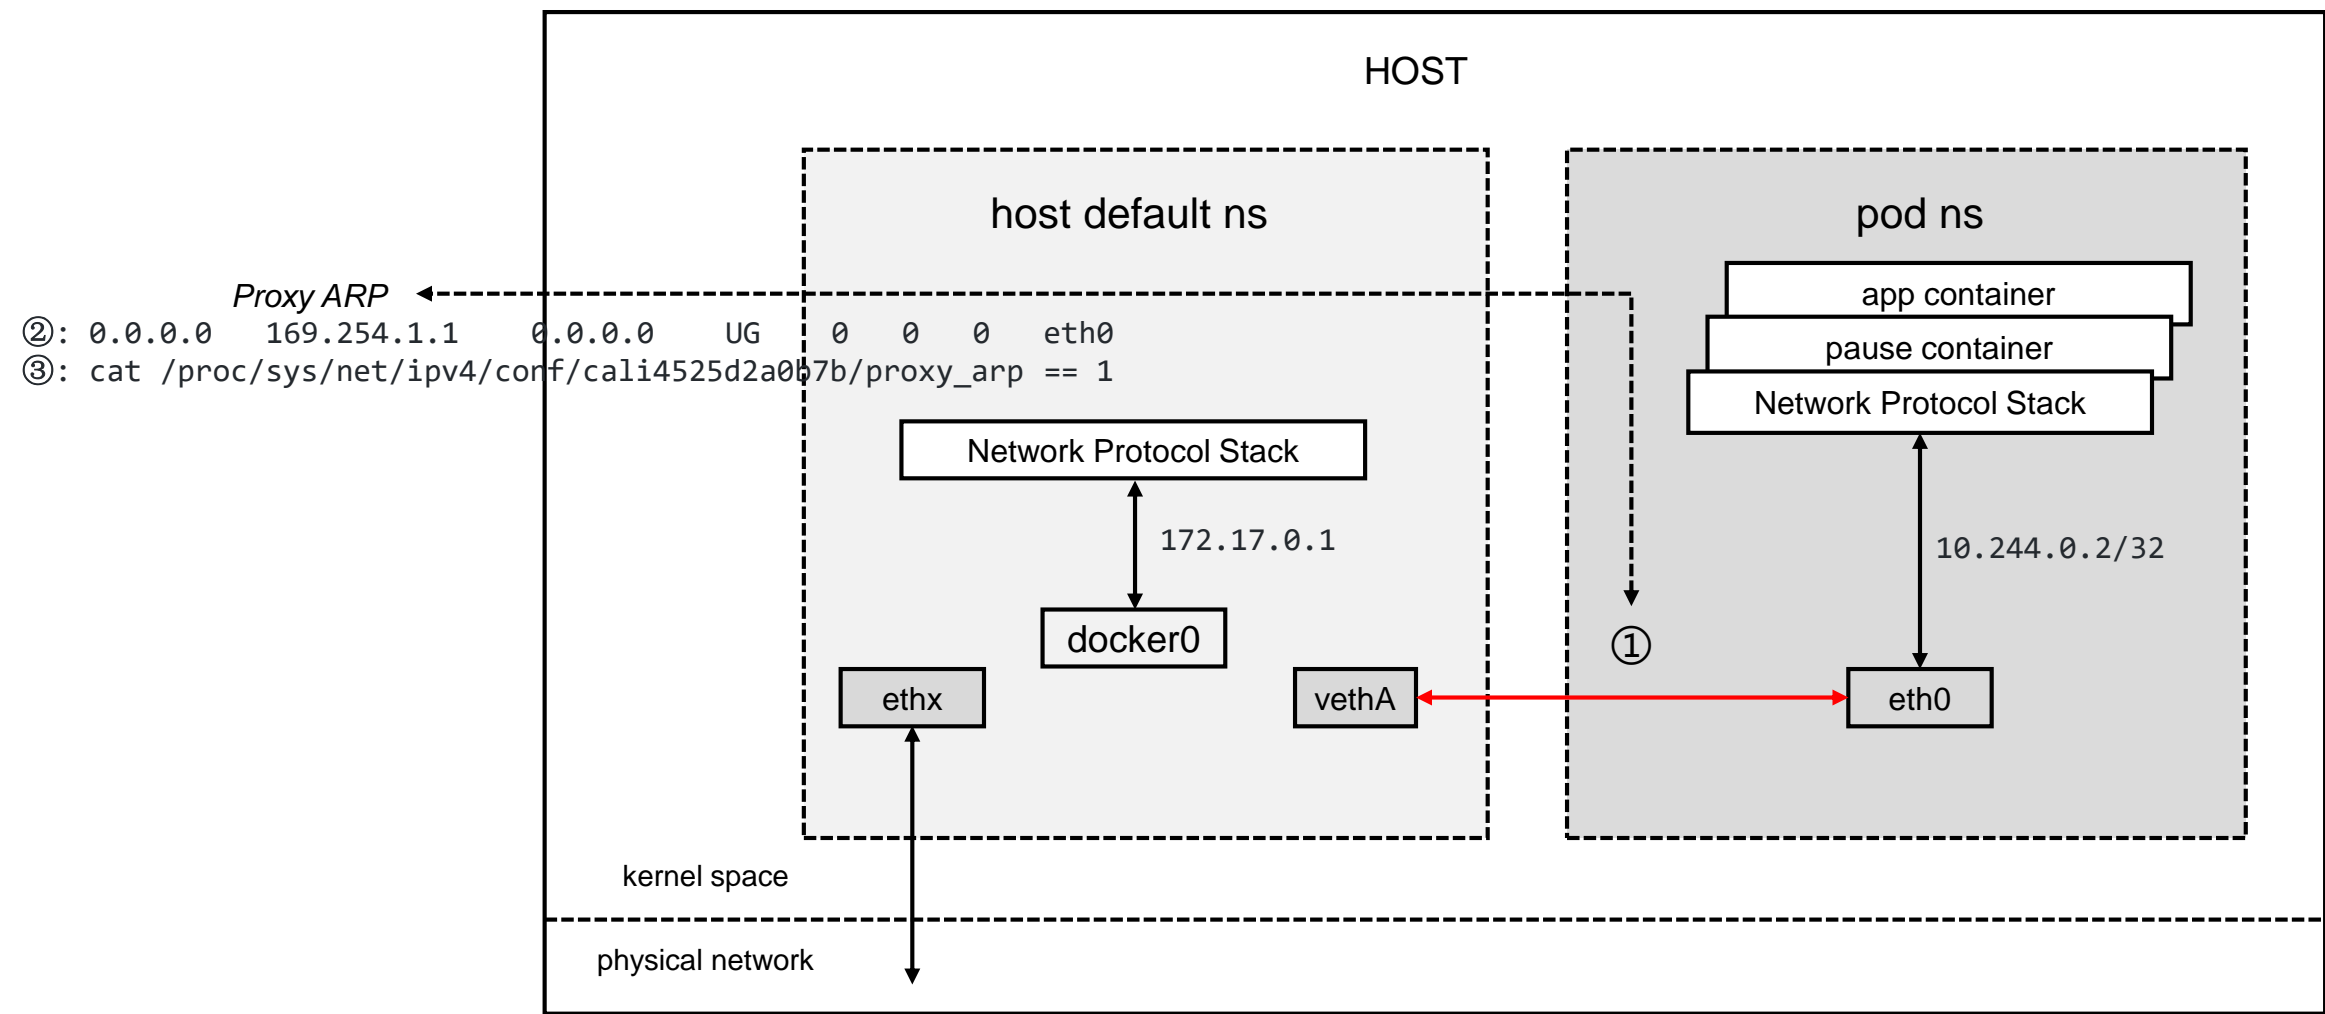 HOST
host default ns
pod ns
Proxy ARP
②: 0.0.0.0 169.254.1.1 0.0.0.0 UG 0 0 0 eth0
③: cat /proc/sys/net/ipv4/conf/cali4525d2a0b7b/proxy_arp == 1
app container
pause container
Network Protocol Stack
Network Protocol Stack
172.17.0.1
10.244.0.2/32
docker0
①
ethx
vethA
eth0
kernel space
physical network